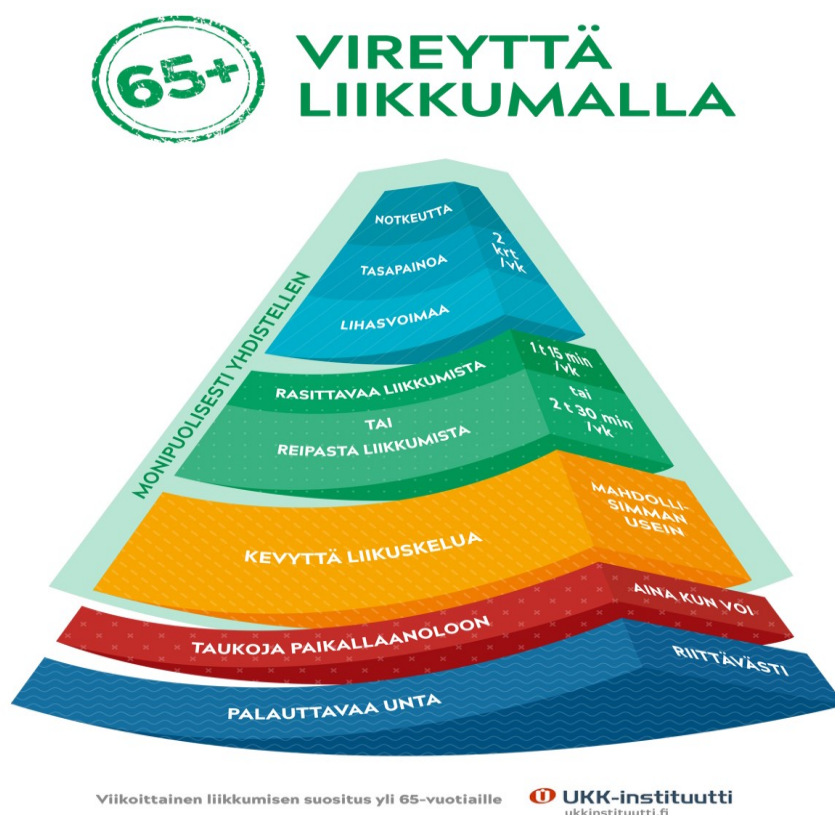 65+
VIREYTTÄ
LIIKKUMALLA
MONIPUOLISESTI YHDISTELLEN
NOTKEUTTA
TASAPAINOA
LIHASVOIMAA
2
krt
/vk
RASITTAVAA LIIKKUMISTA
TAI
REIPASTA LIIKKUMISTA
1 t 15 min
/vk
tai
2 t 30 min
/vk
KEVYTTÄ LIIKUSKELUA
MAHDOLLI-
SIMMAN
USEIN
TAUKOJA PAIKALLAANOLOON
AINA KUN VOI
PALAUTTAVAA UNTA
RIITTÄVÄSTI
Viikoittainen liikkumisen suositus yli 65-vuotiaille
UKK-instituutti
ukkinstituutti.fi